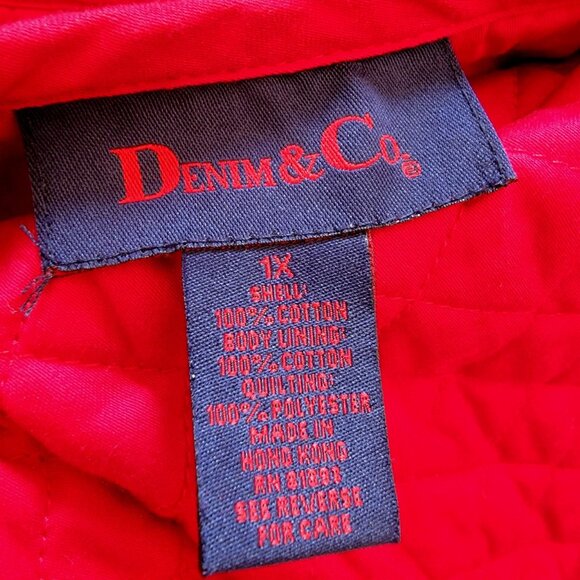 DENIM & CO.®
1X
SHELL:
100% COTTON
BODY LINING:
100% COTTON
QUILTING:
100% POLYESTER
MADE IN
HONG KONG
RN
SEE REVERSE
FOR CARE